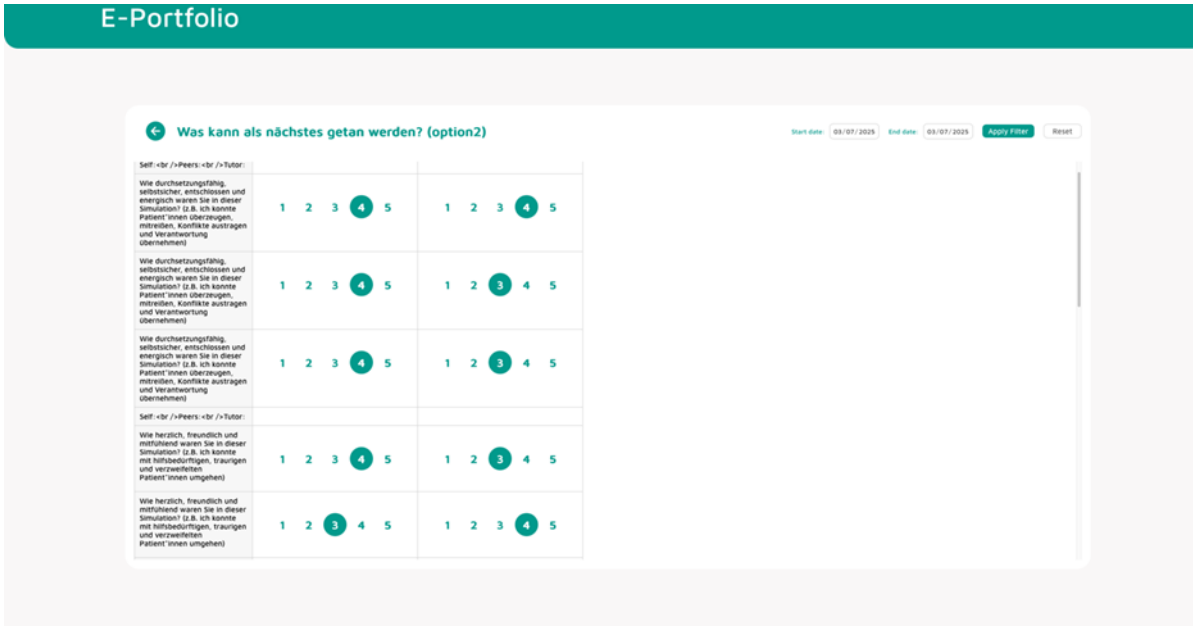 E-Portfolio
Was kann als nächstes getan werden? (option2)
Start date: 03/07/2025 End date: 03/07/2025 Apply Filter Reset
Self:<br />Peers:<br />Tutor:
Wie durchsetzungsfähig,
selbstsicher, entschlossen und
energisch waren Sie in dieser
Simulation? (z.B. ich konnte
Patient*innen überzeugen,
mitreißen, Konflikte austragen
und Verantwortung
übernehmen)
1 2 3 4 5 1 2 3 4 5
Wie durchsetzungsfähig,
selbstsicher, entschlossen und
energisch waren Sie in dieser
Simulation? (z.B. ich konnte
Patient*innen überzeugen,
mitreißen, Konflikte austragen
und Verantwortung
übernehmen)
1 2 3 4 5 1 2 3 4 5
Wie durchsetzungsfähig,
selbstsicher, entschlossen und
energisch waren Sie in dieser
Simulation? (z.B. ich konnte
Patient*innen überzeugen,
mitreißen, Konflikte austragen
und Verantwortung
übernehmen)
1 2 3 4 5 1 2 3 4 5
Self:<br />Peers:<br />Tutor:
Wie herzlich, freundlich und
mitfühlend waren Sie in dieser
Simulation? (z.B. ich konnte
mit hilfsbedürftigen, traurigen
und verzweifelten
Patient*innen umgehen)
1 2 3 4 5 1 2 3 4 5
Wie herzlich, freundlich und
mitfühlend waren Sie in dieser
Simulation? (z.B. ich konnte
mit hilfsbedürftigen, traurigen
und verzweifelten
Patient*innen umgehen)
1 2 3 4 5 1 2 3 4 5